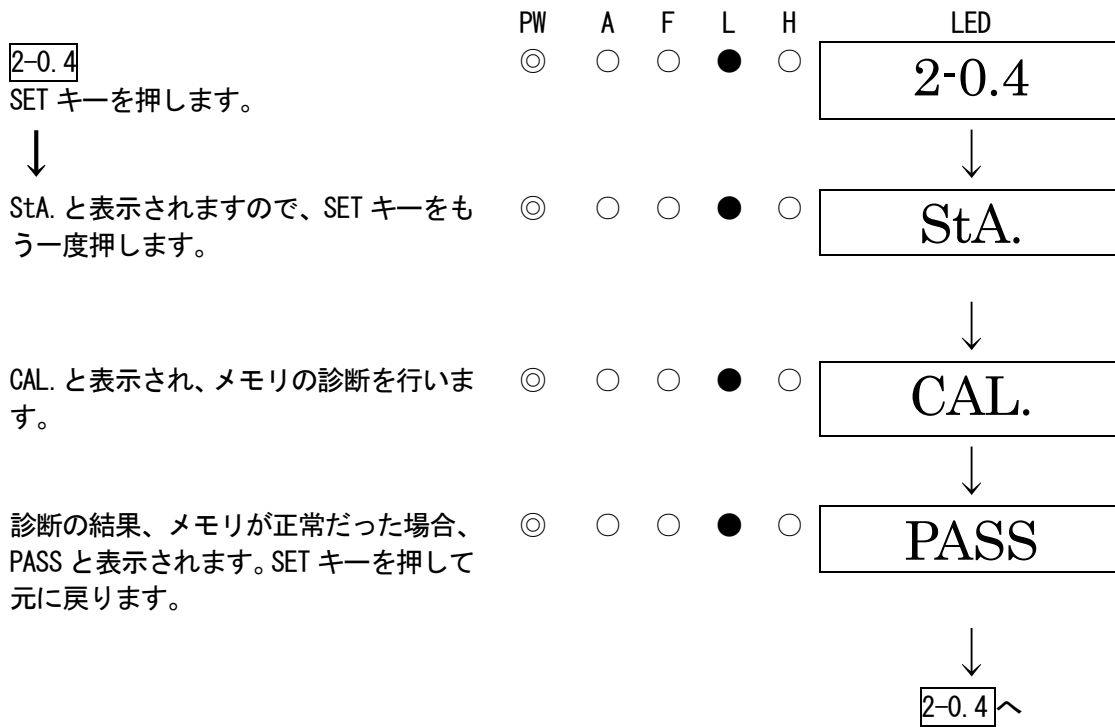 PW A F L H LED
2-0.4 ◎ ○ ○ ● ○ 2-0.4
SET キーを押します。
↓ ↓
StA. と表示されますので、SET キーをも ◎ ○ ○ ● ○ StA.
う一度押します。
↓
CAL. と表示され、メモリの診断を行いま ◎ ○ ○ ● ○ CAL.
す。
↓
診断の結果、メモリが正常だった場合、 ◎ ○ ○ ● ○ PASS
PASS と表示されます。SET キーを押して
元に戻ります。
↓
2-0.4 へ